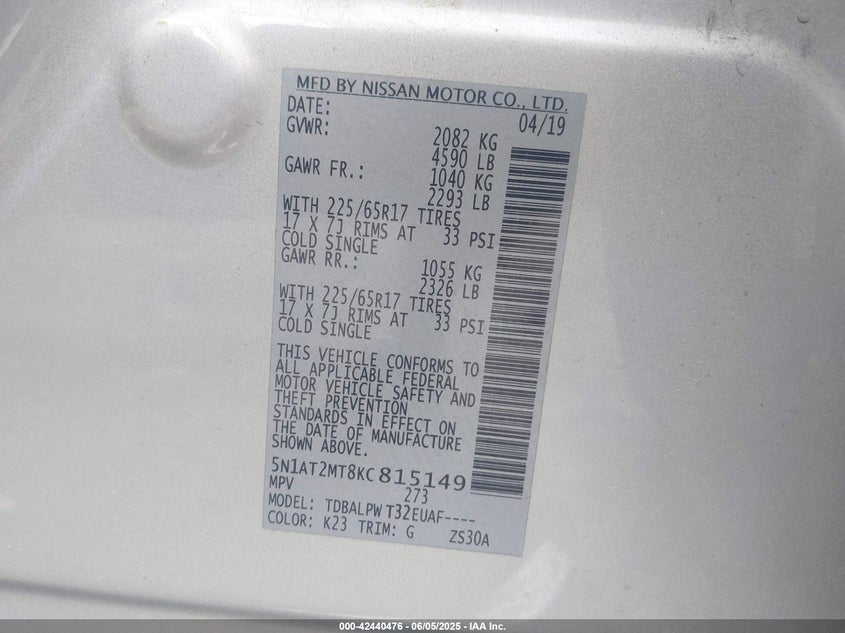 MFD BY NISSAN MOTOR CO., LTD.
DATE: 04/19
GVWR: 2082 KG
4590 LB
GAWR FR.: 1040 KG
2293 LB
WITH 225/65R17 TIRES
17 X 7J RIMS AT 33 PSI
COLD SINGLE
GAWR RR.: 1055 KG
2326 LB
WITH 225/65R17 TIRES
17 X 7J RIMS AT 33 PSI
COLD SINGLE
THIS VEHICLE CONFORMS TO
ALL APPLICABLE FEDERAL
MOTOR VEHICLE SAFETY AND
THEFT PREVENTION
STANDARDS IN EFFECT ON
THE DATE OF MANUFACTURE
SHOWN ABOVE.
5N1AT2MT8KC815149
MPV 273
MODEL: TDBALPW T32EUAF----
COLOR: K23 TRIM: G ZS30A
000-42440476 - 06/05/2025 - IAA Inc.